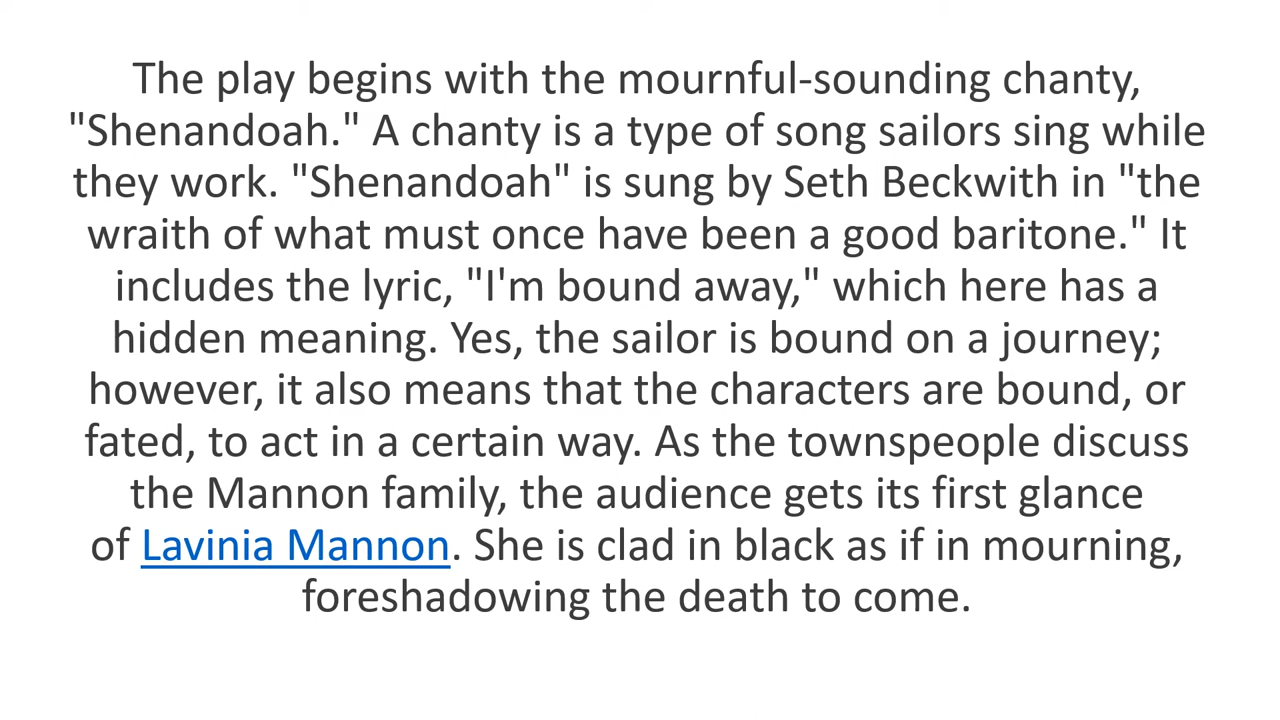 The play begins with the mournful-sounding chanty,
"Shenandoah." A chanty is a type of song sailors sing while
they work. "Shenandoah" is sung by Seth Beckwith in "the
wraith of what must once have been a good baritone." It
includes the lyric, "I'm bound away," which here has a
hidden meaning. Yes, the sailor is bound on a journey;
however, it also means that the characters are bound, or
fated, to act in a certain way. As the townspeople discuss
the Mannon family, the audience gets its first glance
of Lavinia Mannon. She is clad in black as if in mourning,
foreshadowing the death to come.